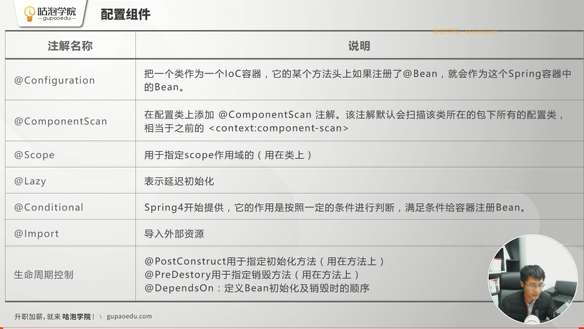 咕泡学院
gupaoedu
配置组件
注解名称
说明
@Configuration
把一个类作为一个IoC容器，它的某个方法头上如果注册了@Bean，就会作为这个Spring容器中
的Bean。
@ComponentScan
在配置类上添加 @ComponentScan 注解。该注解默认会扫描该类所在的包下所有的配置类，
相当于之前的 <context:component-scan>
@Scope
用于指定scope作用域的（用在类上）
@Lazy
表示延迟初始化
@Conditional
Spring4开始提供，它的作用是按照一定的条件进行判断，满足条件给容器注册Bean。
@Import
导入外部资源
生命周期控制
@PostConstruct用于指定初始化方法（用在方法上）
@PreDestory用于指定销毁方法（用在方法上）
@DependsOn：定义Bean初始化及销毁时的顺序
升职加薪，就来咕泡学院！ \ gupaoedu.com